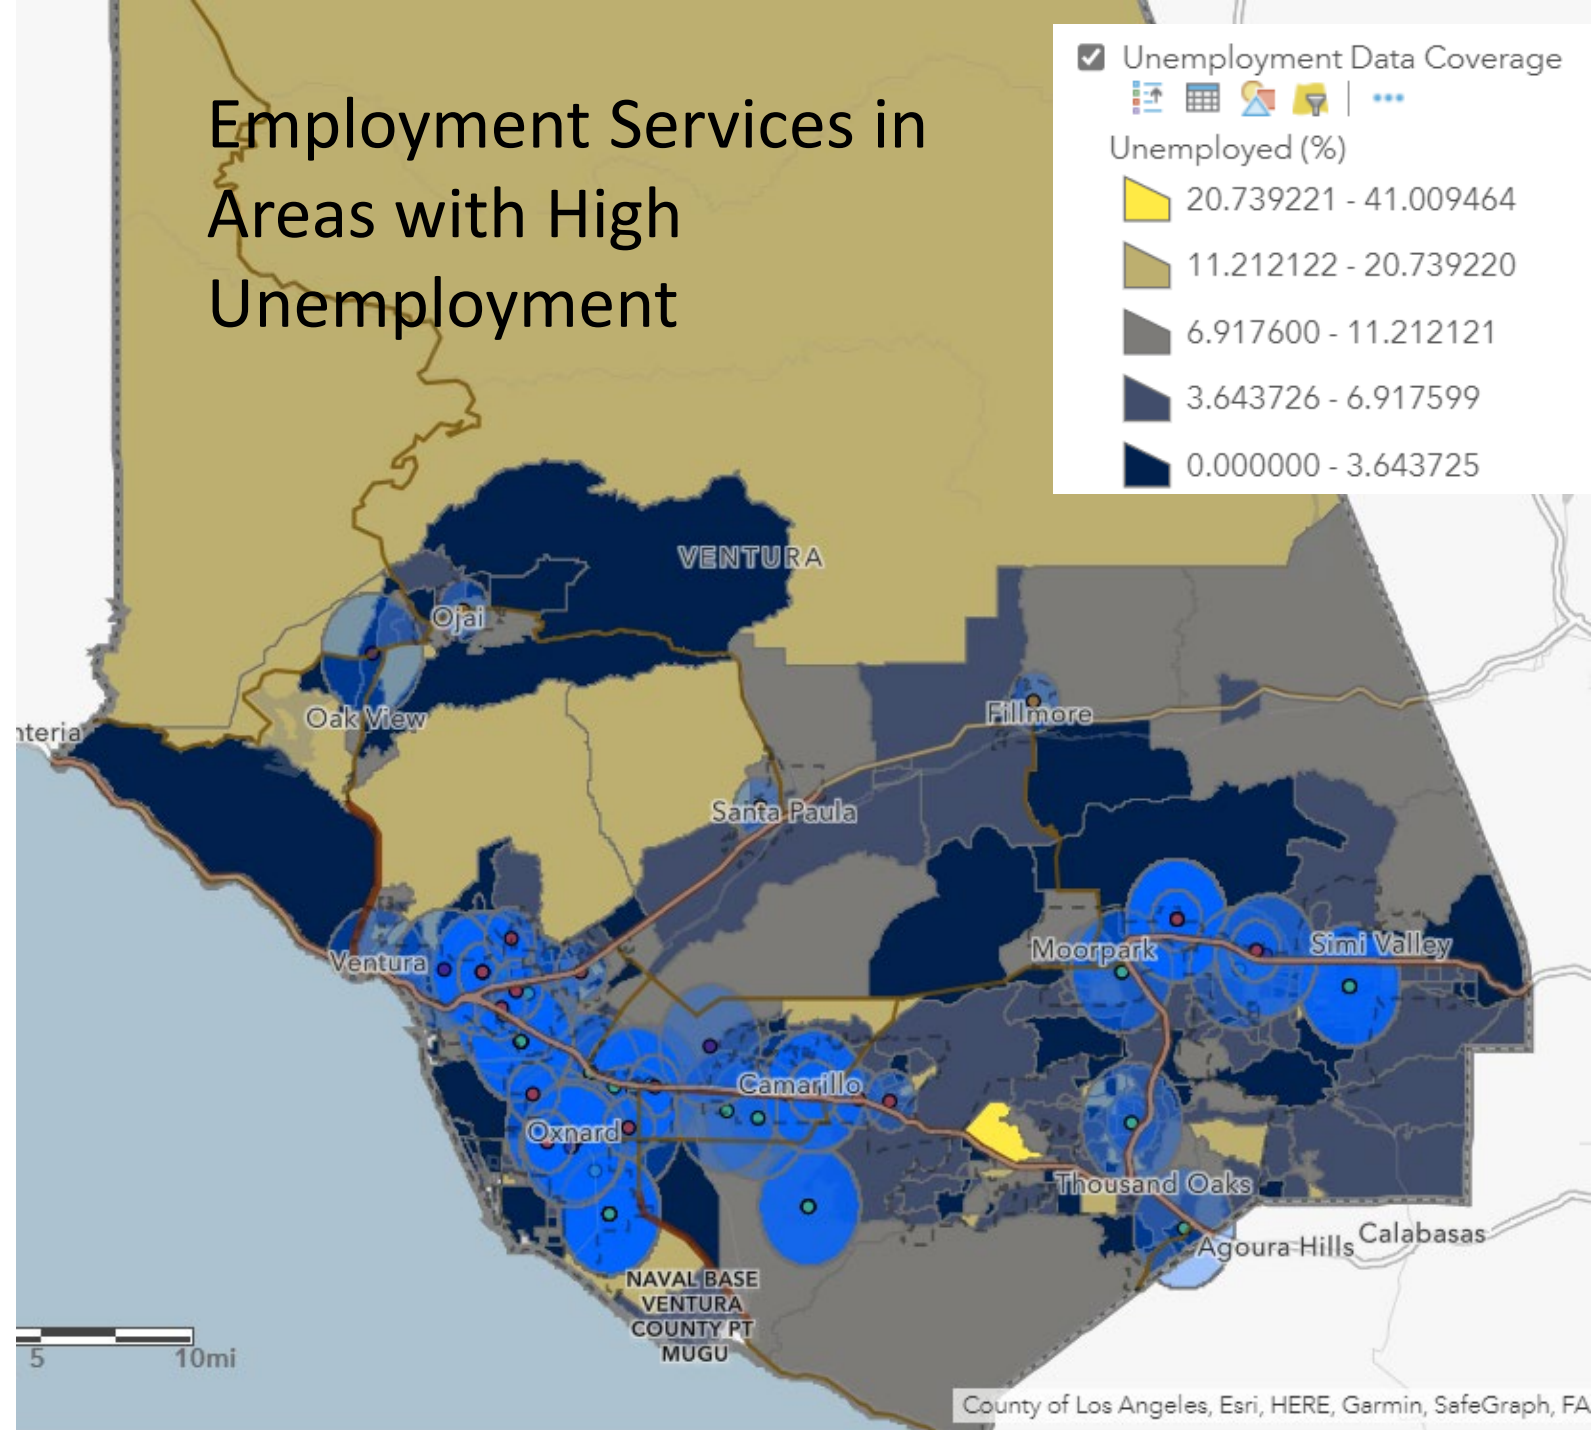 Employment Services in
Areas with High
Unemployment
Unemployment Data Coverage
Unemployed (%)
20.739221 - 41.009464
11.212122 - 20.739220
6.917600 - 11.212121
3.643726 - 6.917599
0.000000 - 3.643725
VENTURA
Ojai
Oak View
nteria
Fillmore
Santa Paula
Ventura
Moorpark
Simi Valley
Camarillo
Oxnard
Thousand Oaks
Agoura Hills
Calabasas
NAVAL BASE
VENTURA
COUNTY PT
MUGU
5
10mi
County of Los Angeles, Esri, HERE, Garmin, SafeGraph, FA